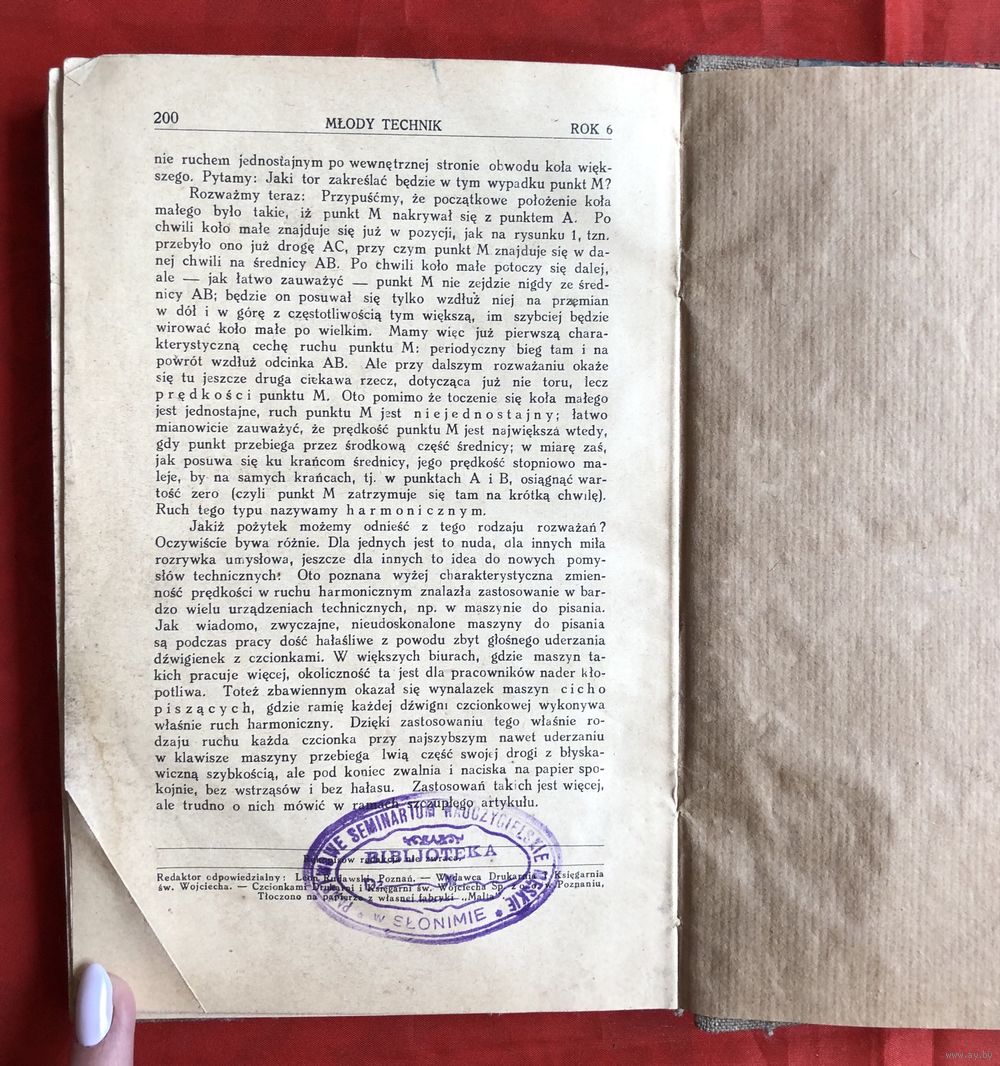 200 MŁODY TECHNIK ROK 6
nie ruchem jednostajnym po wewnętrznej stronie obwodu koła więk-
szego. Pytamy: Jaki tor zakreślać będzie w tym wypadku punkt M?
Rozważmy teraz: Przypuśćmy, że początkowe położenie koła
małego było takie, iż punkt M nakrywał się z punktem A. Po
chwili koło małe znajduje się już w pozycji, jak na rysunku 1, tzn.
przebyło ono już drogę AC, przy czym punkt M znajduje się w da-
nej chwili na średnicy AB. Po chwili koło małe potoczy się dalej,
ale — jak łatwo zauważyć — punkt M nie zejdzie nigdy ze śred-
nicy AB; będzie on posuwał się tylko wzdłuż niej na przemian
w dół i w górę z częstotliwością tym większą, im szybciej będzie
wirować koło małe po wielkim. Mamy więc już pierwszą chara-
kterystyczną cechę ruchu punktu M: periodyczny bieg tam i na
powrót wzdłuż odcinka AB. Ale przy dalszym rozważaniu okaże
się tu jeszcze druga ciekawa rzecz, dotycząca już nie toru, lecz
prędkości punktu M. Oto pomimo że toczenie się koła małego
jest jednostajne, ruch punktu M jest niejednostajny; łatwo
mianowicie zauważyć, że prędkość punktu M jest największa wtedy,
gdy punkt przebiega przez środkową część średnicy; w miarę zaś,
jak posuwa się ku krańcom średnicy, jego prędkość stopniowo ma-
leje, by na samych krańcach, tj. w punktach A i B, osiągnąć war-
tość zero (czyli punkt M zatrzymuje się tam na krótką chwilę).
Ruch tego typu nazywamy harmonicznym.
Jakiż pożytek możemy odnieść z tego rodzaju rozważań?
Oczywiście bywa różnie. Dla jednych jest to nuda, dla innych miła
rozrywka umysłowa, jeszcze dla innych to idea do nowych pomy-
słów technicznych! Oto poznana wyżej charakterystyczna zmien-
ność prędkości w ruchu harmonicznym znalazła zastosowanie w bar-
dzo wielu urządzeniach technicznych, np. w maszynie do pisania.
Jak wiadomo, zwyczajne, nieudoskonalone maszyny do pisania
są podczas pracy dość hałaśliwe z powodu zbyt głośnego uderzania
dźwigienek z czcionkami. W większych biurach, gdzie maszyn ta-
kich pracuje więcej, okoliczność ta jest dla pracowników nader kło-
potliwa. Toteż zbawiennym okazał się wynalazek maszyn cicho
piszących, gdzie ramię każdej dźwigni czcionkowej wykonywa
właśnie ruch harmoniczny. Dzięki zastosowaniu tego właśnie ro-
dzaju ruchu każda czcionka przy najszybszym nawet uderzaniu
w klawisze maszyny przebiega lwią część swojej drogi z błyska-
wiczną szybkością, ale pod koniec zwalnia i naciska na papier spo-
kojnie, bez wstrząsów i bez hałasu. Zastosowań takich jest więcej,
ale trudno o nich mówić w ramach szczupłego artykułu.
PAŃSTWOWE SEMINARIUM NAUCZYCIELSKIE MĘSKIE
BIBLIOTEKA
* W SŁONIMIE *
Rękopisów redakcja nie zwraca.
Redaktor odpowiedzialny: Leon Rudawski, Poznań. — Wydawca Drukarnia i Księgarnia
św. Wojciecha. — Czcionkami Drukarni i Księgarni św. Wojciecha Sp. z w Poznaniu,
Tłoczono na papierze z własnej fabryki „Malta"
www.ay.by